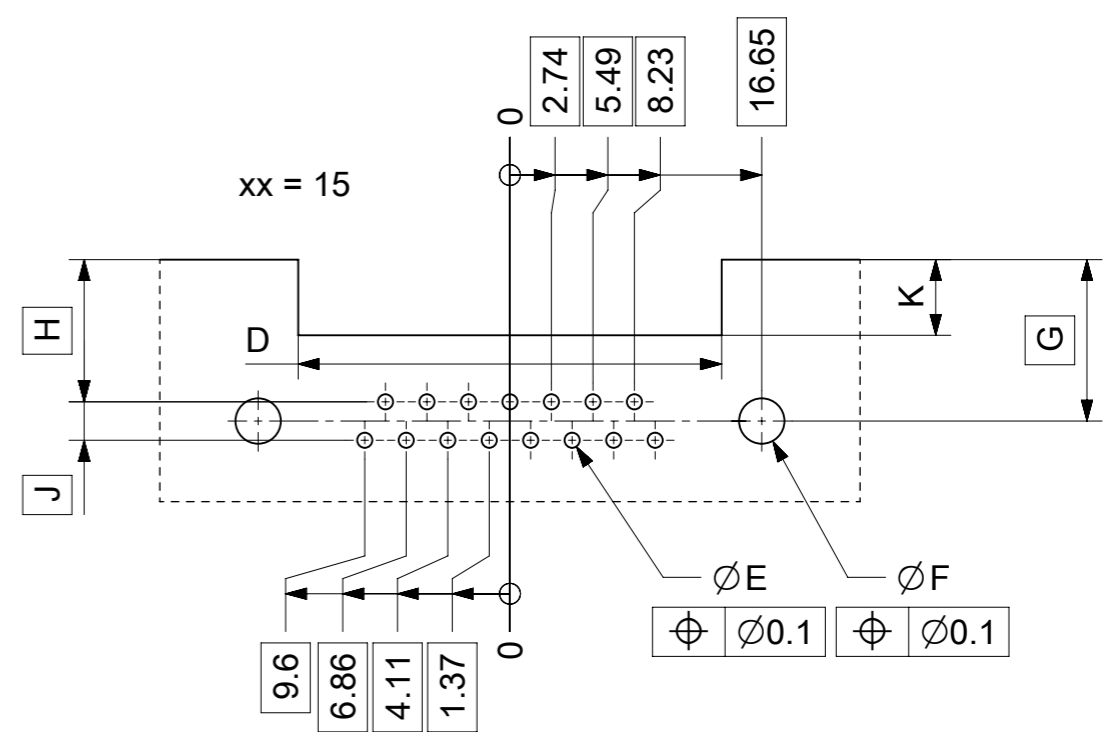 2.74
5.49
8.23
16.65
0
xx = 15
H
D
K
G
J
∅E
∅F
⌖ ∅0.1
⌖ ∅0.1
9.6
6.86
4.11
1.37
0